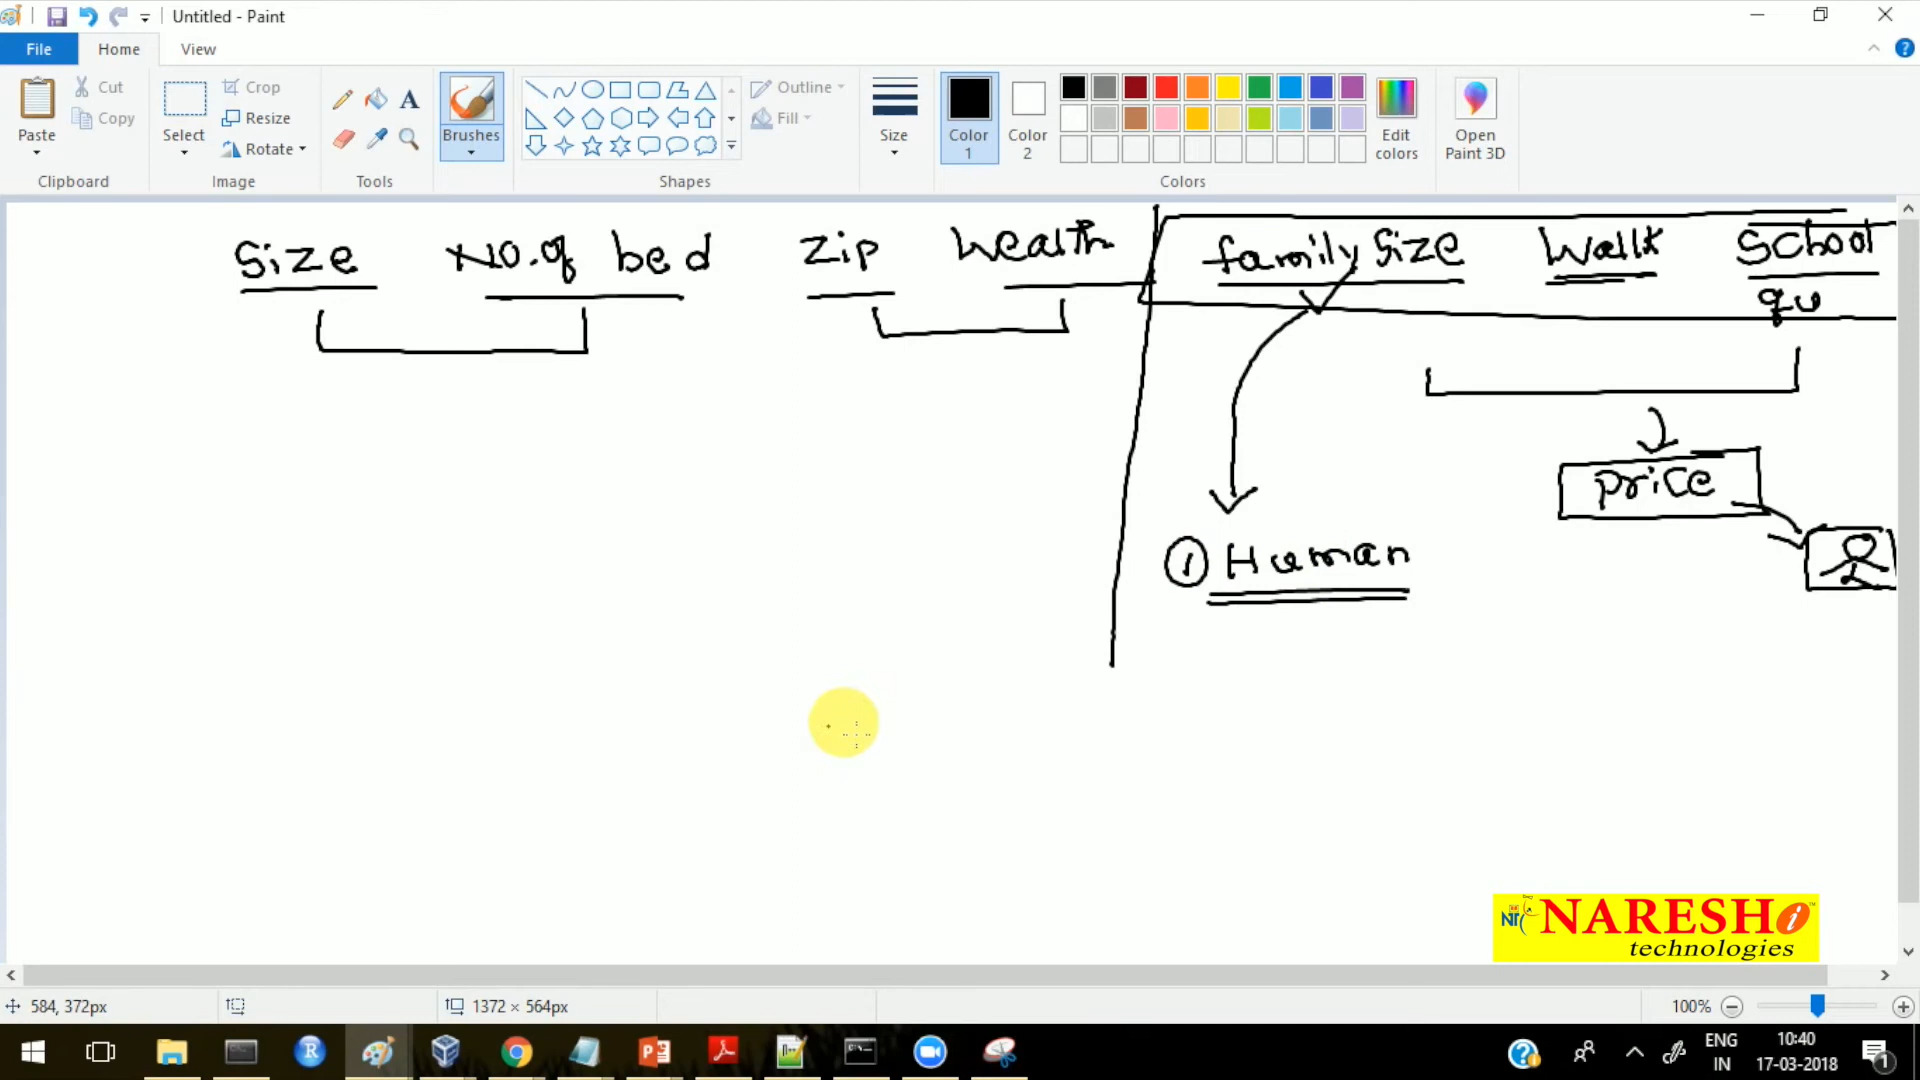 Untitled - Paint
File Home View
Cut
Copy
Paste
Clipboard
Crop
Resize
Rotate
Select
Image
A
Tools
Brushes
Outline
Fill
Shapes
Size
Color 1
Color 2
Edit colors
Open Paint 3D
Colors
Size No.of bed Zip Wealth family Size Walk School
qu
Price
1 Human
NARESH i
technologies
584, 372px
1372 × 564px
100%
ENG
IN
10:40
17-03-2018
1